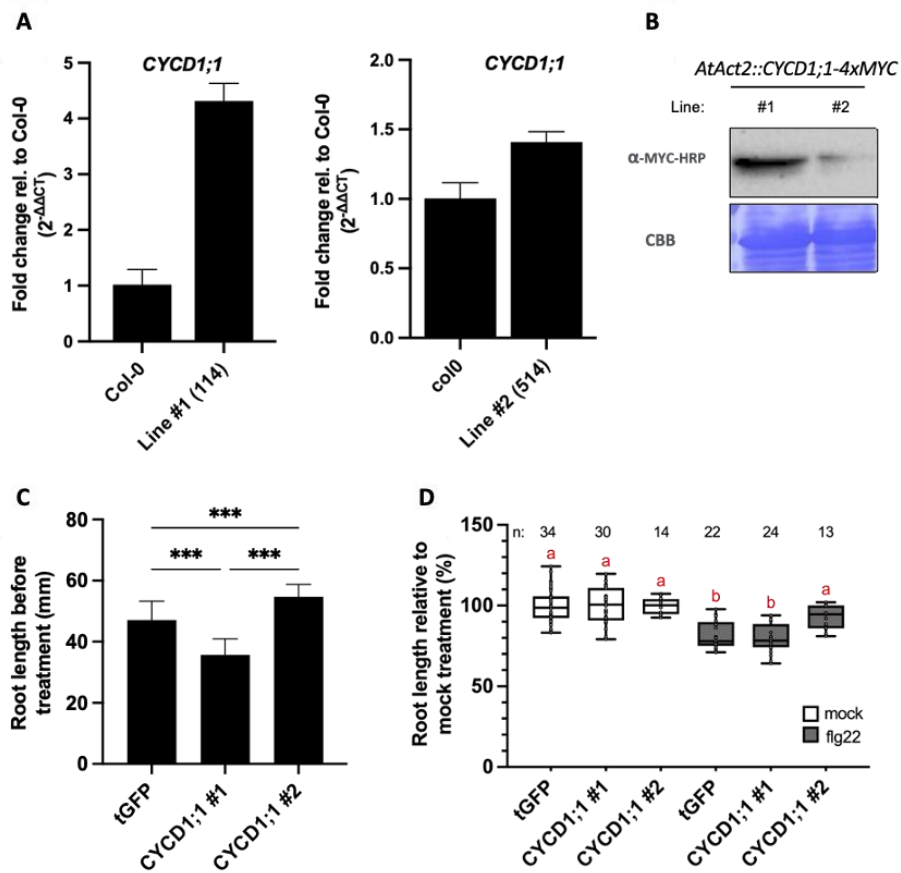 A
CYCD1;1
Fold change rel. to Col-0
(2-ΔΔCT)
5
4
3
2
1
0
Col-0
Line #1 (114)
CYCD1;1
Fold change rel. to Col-0
(2-ΔΔCT)
2.0
1.5
1.0
0.5
0.0
col0
Line #2 (514)
B
AtAct2::CYCD1;1-4xMYC
Line: #1 #2
α-MYC-HRP
CBB
C
Root length before
treatment (mm)
80
60
40
20
0
***
*** ***
tGFP
CYCD1;1 #1
CYCD1;1 #2
D
Root length relative to
mock treatment (%)
150
100
50
0
n: 34 30 14 22 24 13
a a a b b a
mock
flg22
tGFP
CYCD1;1 #1
CYCD1;1 #2
tGFP
CYCD1;1 #1
CYCD1;1 #2